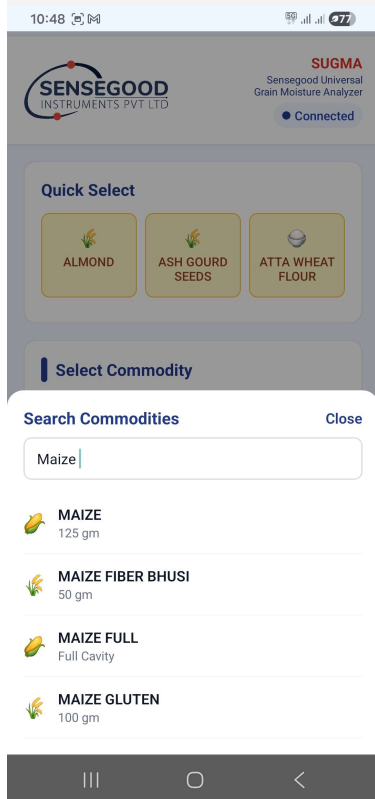 10:48
5G 77
SENSEGOOD
INSTRUMENTS PVT LTD
SUGMA
Sensegood Universal
Grain Moisture Analyzer
Connected
Quick Select
ALMOND
ASH GOURD
SEEDS
ATTA WHEAT
FLOUR
Select Commodity
Search Commodities
Close
Maize
MAIZE
125 gm
MAIZE FIBER BHUSI
50 gm
MAIZE FULL
Full Cavity
MAIZE GLUTEN
100 gm